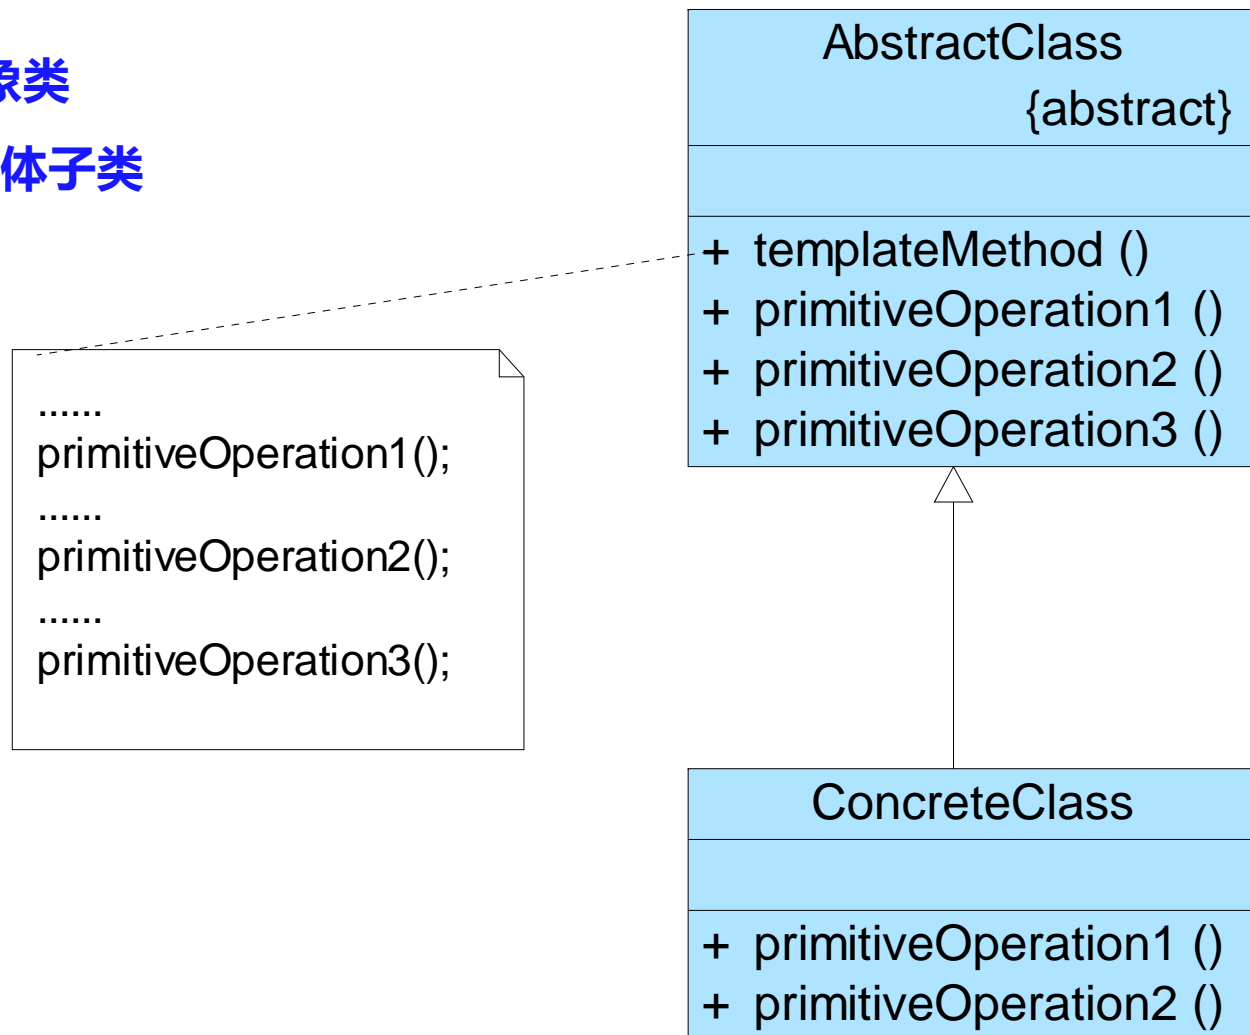 象类
体子类
AbstractClass
{abstract}
+ templateMethod ()
+ primitiveOperation1 ()
+ primitiveOperation2 ()
+ primitiveOperation3 ()
......
primitiveOperation1();
......
primitiveOperation2();
......
primitiveOperation3();
ConcreteClass
+ primitiveOperation1 ()
+ primitiveOperation2 ()